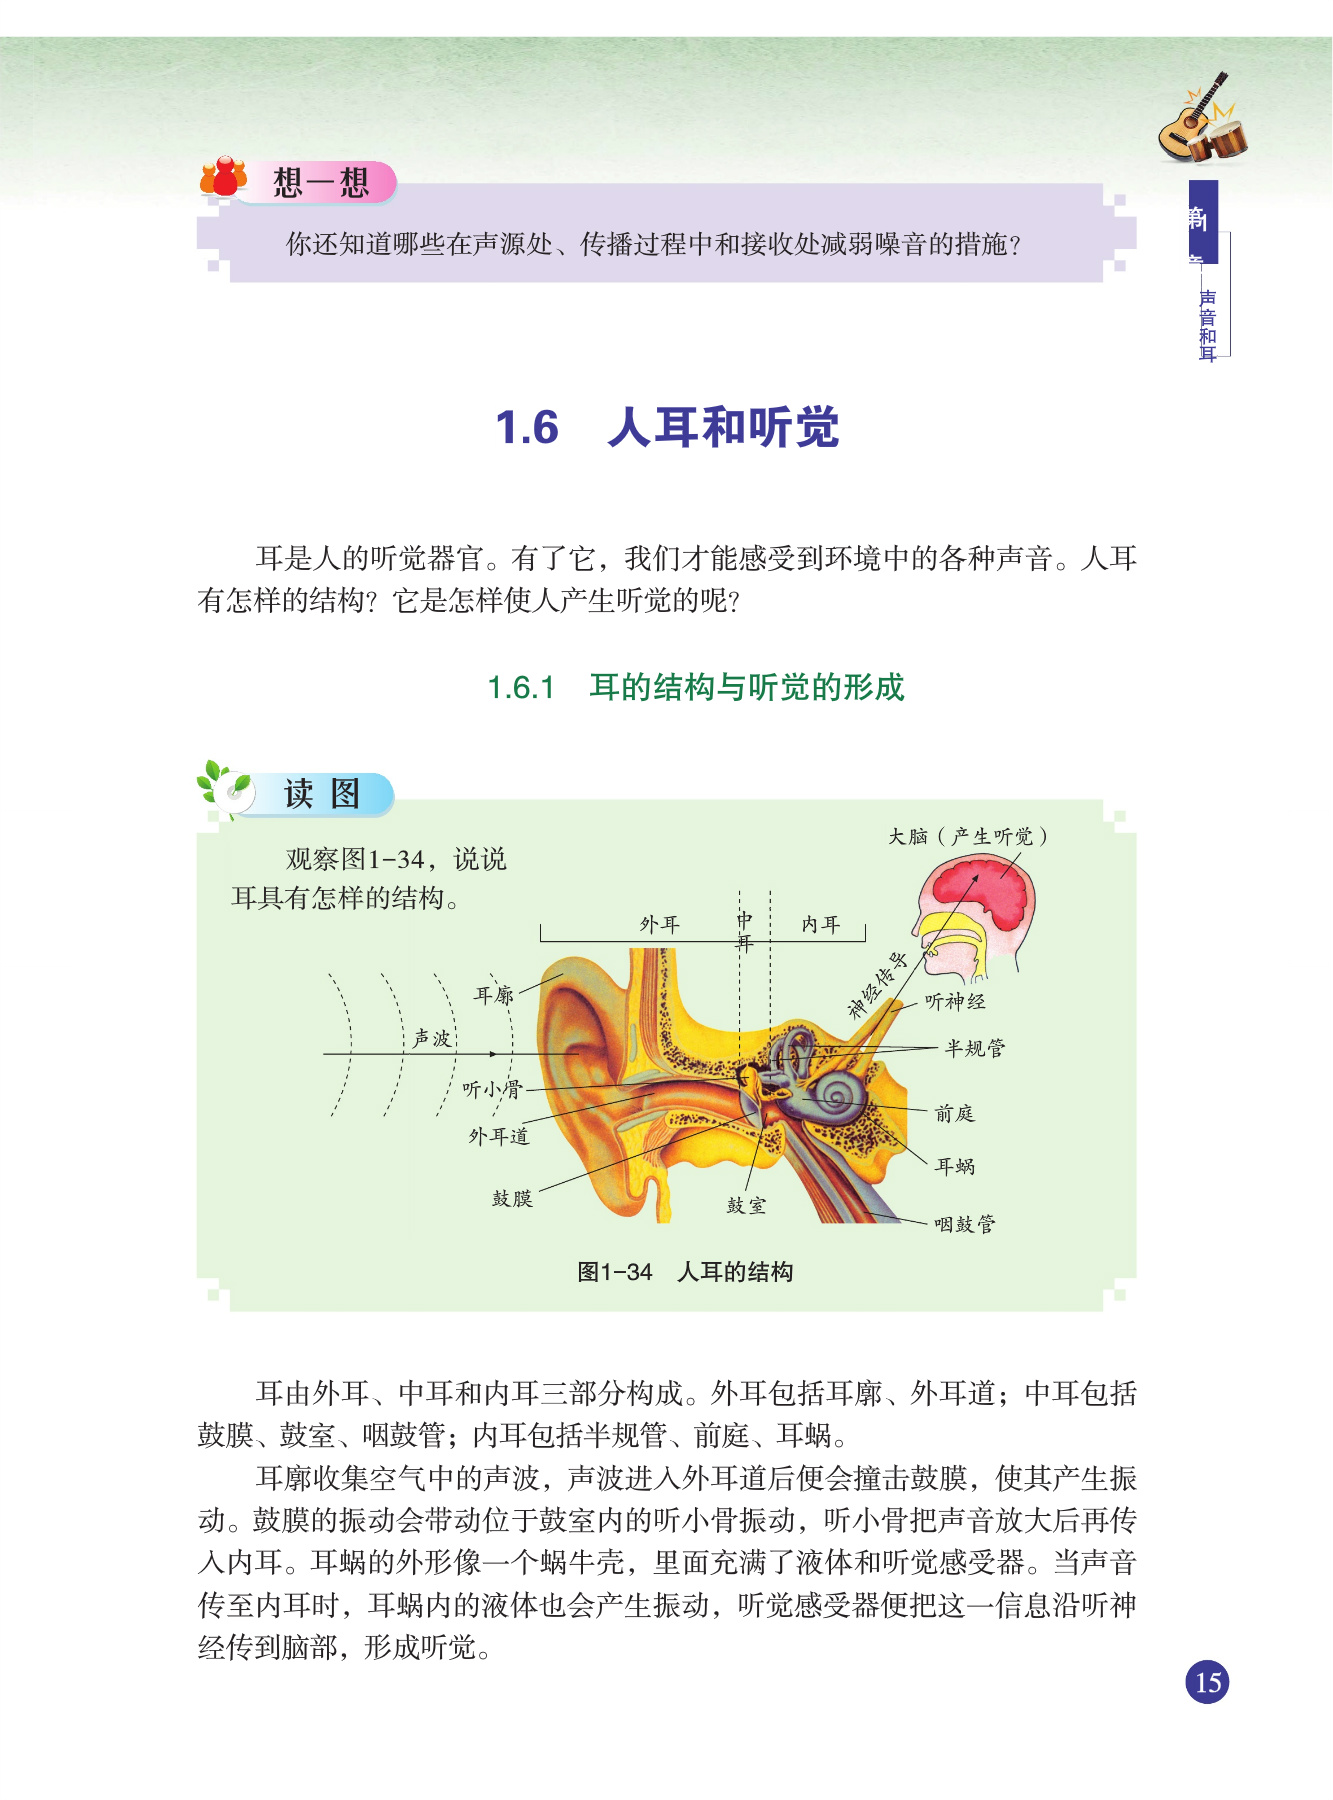 想一想
你还知道哪些在声源处、传播过程中和接收处减弱噪音的措施？
第1章
声音和耳
1.6 人耳和听觉
耳是人的听觉器官。有了它，我们才能感受到环境中的各种声音。人耳
有怎样的结构？它是怎样使人产生听觉的呢？
1.6.1 耳的结构与听觉的形成
读图
观察图1-34，说说
耳具有怎样的结构。
大脑（产生听觉）
外耳
中耳
内耳
神经传导
耳廓
声波
听神经
半规管
听小骨
外耳道
前庭
耳蜗
鼓膜
鼓室
咽鼓管
图1-34 人耳的结构
耳由外耳、中耳和内耳三部分构成。外耳包括耳廓、外耳道；中耳包括
鼓膜、鼓室、咽鼓管；内耳包括半规管、前庭、耳蜗。
耳廓收集空气中的声波，声波进入外耳道后便会撞击鼓膜，使其产生振
动。鼓膜的振动会带动位于鼓室内的听小骨振动，听小骨把声音放大后再传
入内耳。耳蜗的外形像一个蜗牛壳，里面充满了液体和听觉感受器。当声音
传至内耳时，耳蜗内的液体也会产生振动，听觉感受器便把这一信息沿听神
经传到脑部，形成听觉。
15